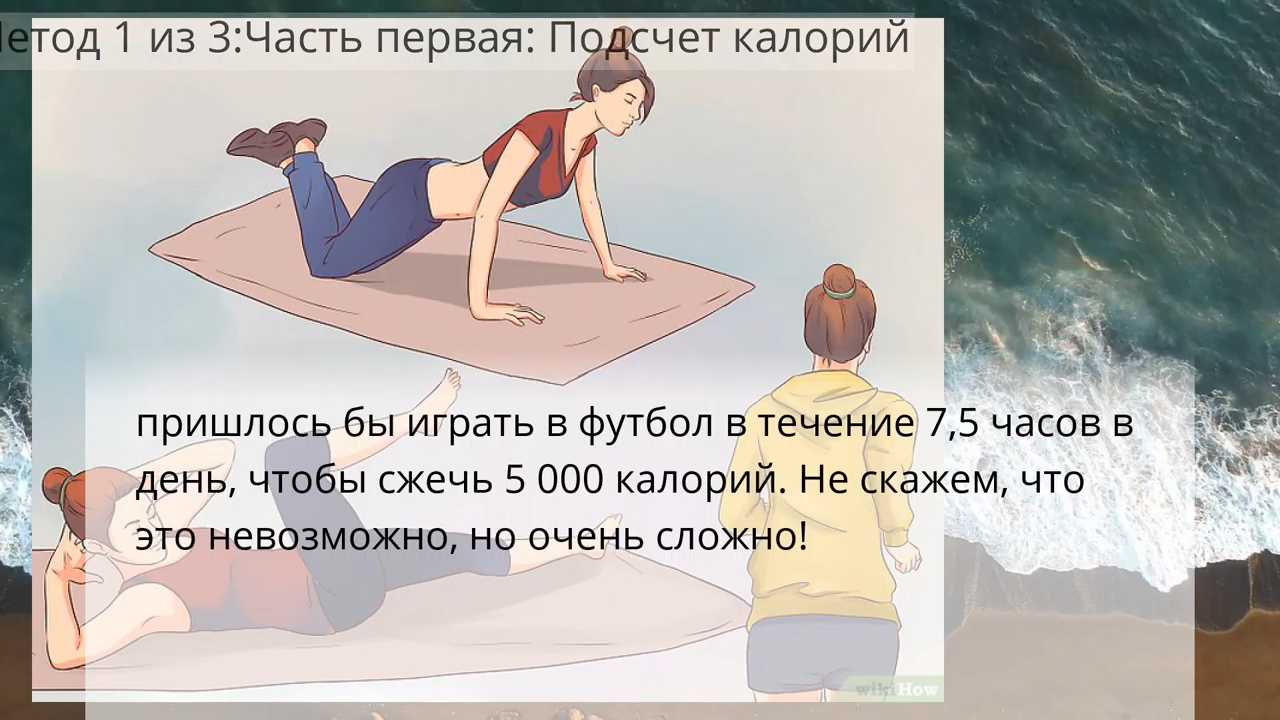 етод 1 из 3:Часть первая: Подсчет калорий
пришлось бы играть в футбол в течение 7,5 часов в
день, чтобы сжечь 5 000 калорий. Не скажем, что
это невозможно, но очень сложно!
wikiHow